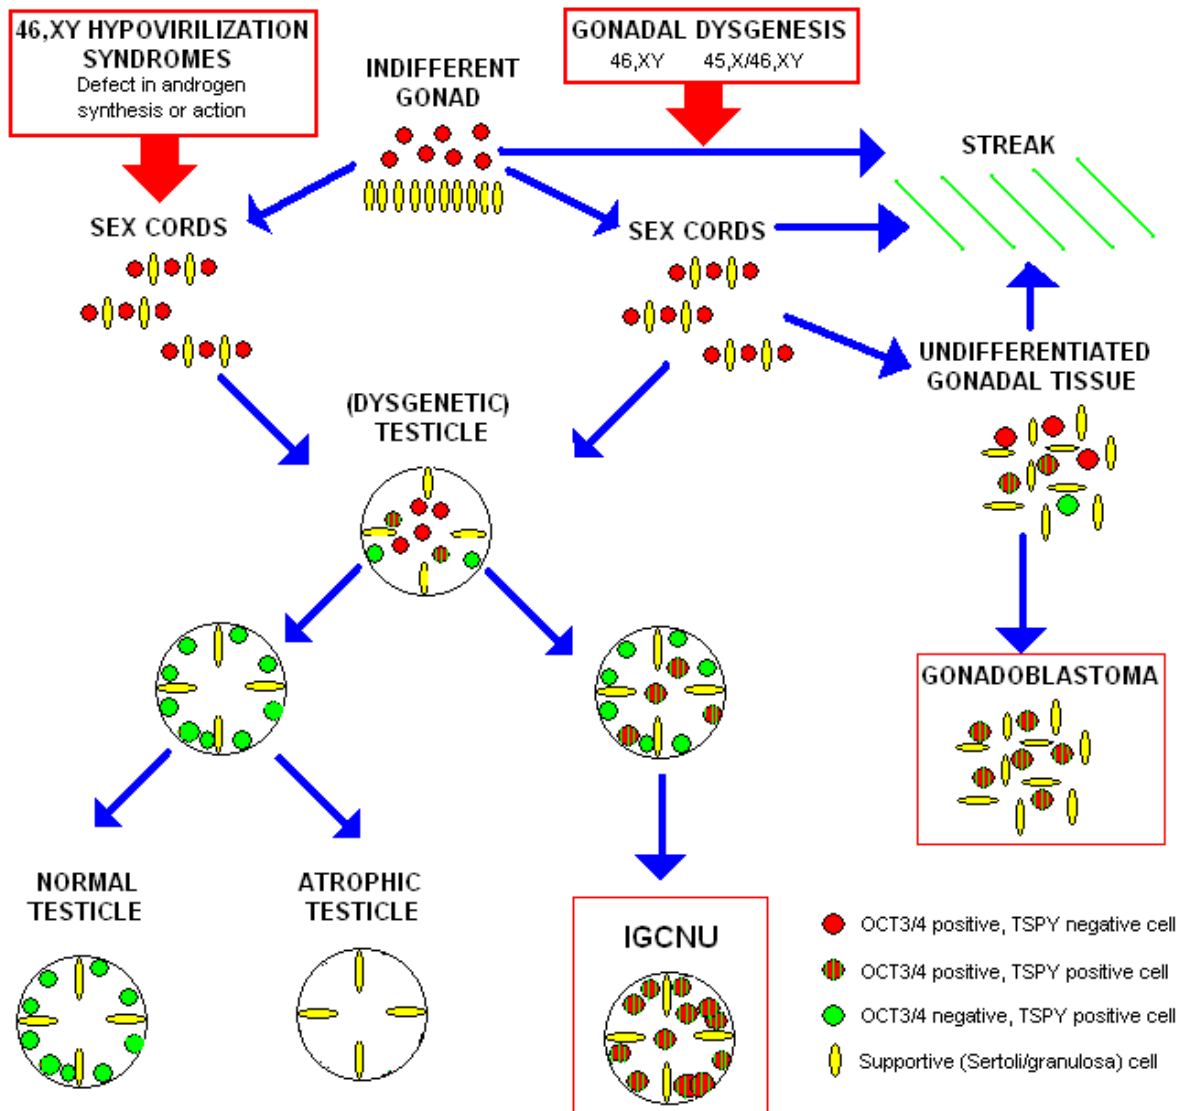 46,XY HYPOVIRILIZATION
SYNDROMES
Defect in androgen
synthesis or action
GONADAL DYSGENESIS
46,XY 45,X/46,XY
INDIFFERENT
GONAD
STREAK
SEX CORDS
SEX CORDS
UNDIFFERENTIATED
GONADAL TISSUE
(DYSGENETIC)
TESTICLE
GONADOBLASTOMA
NORMAL
TESTICLE
ATROPHIC
TESTICLE
IGCNU
OCT3/4 positive, TSPY negative cell
OCT3/4 positive, TSPY positive cell
OCT3/4 negative, TSPY positive cell
Supportive (Sertoli/granulosa) cell